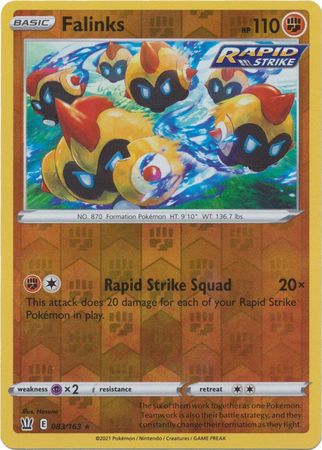 BASIC
Falinks
HP 110
RAPID
STRIKE
NO. 870 Formation Pokémon HT: 9'10" WT: 136.7 lbs.
Rapid Strike Squad 20×
This attack does 20 damage for each of your Rapid Strike
Pokémon in play.
Illus. Hasuno
weakness ×2 resistance retreat
E 083/163 ★
The six of them work together as one Pokémon.
Teamwork is also their battle strategy, and they
constantly change their formation as they fight.
©2021 Pokémon / Nintendo / Creatures / GAME FREAK